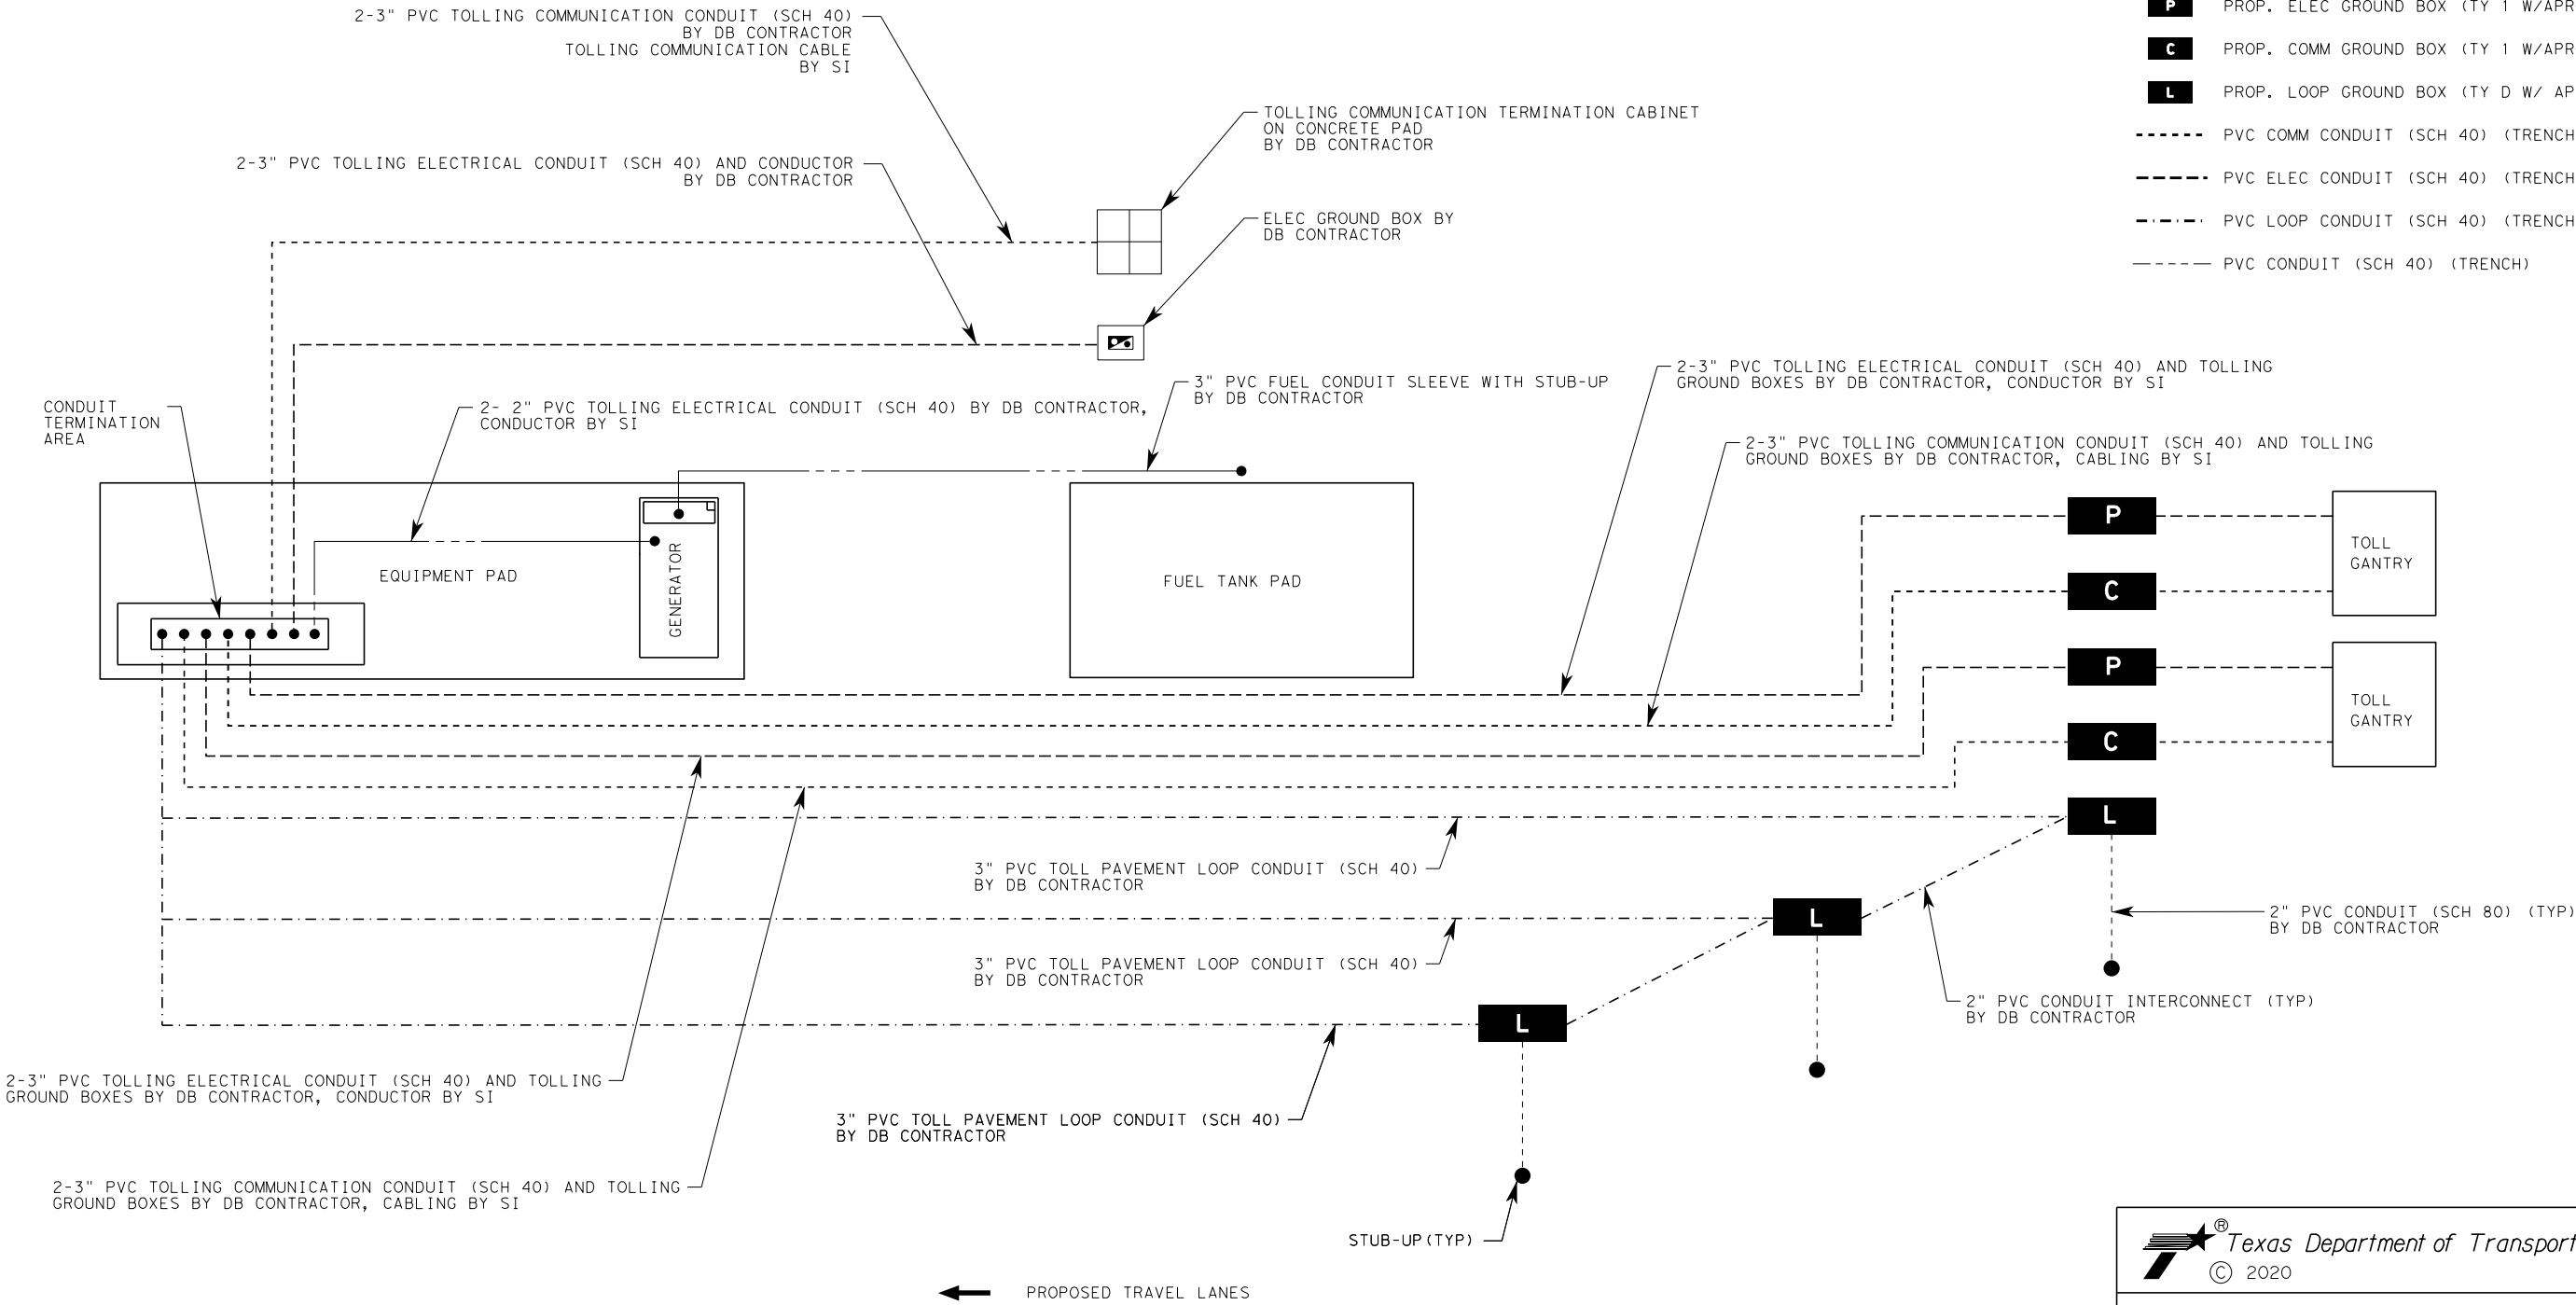 2-3" PVC TOLLING COMMUNICATION CONDUIT (SCH 40)
BY DB CONTRACTOR
TOLLING COMMUNICATION CABLE
BY SI
P PROP. ELEC GROUND BOX (TY 1 W/APR
C PROP. COMM GROUND BOX (TY 1 W/APR
L PROP. LOOP GROUND BOX (TY D W/ AP
PVC COMM CONDUIT (SCH 40) (TRENCH
PVC ELEC CONDUIT (SCH 40) (TRENCH
PVC LOOP CONDUIT (SCH 40) (TRENCH
PVC CONDUIT (SCH 40) (TRENCH)
TOLLING COMMUNICATION TERMINATION CABINET
ON CONCRETE PAD
BY DB CONTRACTOR
2-3" PVC TOLLING ELECTRICAL CONDUIT (SCH 40) AND CONDUCTOR
BY DB CONTRACTOR
ELEC GROUND BOX BY
DB CONTRACTOR
CONDUIT
TERMINATION
AREA
2- 2" PVC TOLLING ELECTRICAL CONDUIT (SCH 40) BY DB CONTRACTOR,
CONDUCTOR BY SI
3" PVC FUEL CONDUIT SLEEVE WITH STUB-UP
BY DB CONTRACTOR
2-3" PVC TOLLING ELECTRICAL CONDUIT (SCH 40) AND TOLLING
GROUND BOXES BY DB CONTRACTOR, CONDUCTOR BY SI
2-3" PVC TOLLING COMMUNICATION CONDUIT (SCH 40) AND TOLLING
GROUND BOXES BY DB CONTRACTOR, CABLING BY SI
EQUIPMENT PAD
GENERATOR
FUEL TANK PAD
P
C
TOLL
GANTRY
P
C
TOLL
GANTRY
L
3" PVC TOLL PAVEMENT LOOP CONDUIT (SCH 40)
BY DB CONTRACTOR
L
2" PVC CONDUIT (SCH 80) (TYP)
BY DB CONTRACTOR
3" PVC TOLL PAVEMENT LOOP CONDUIT (SCH 40)
BY DB CONTRACTOR
2" PVC CONDUIT INTERCONNECT (TYP)
BY DB CONTRACTOR
L
2-3" PVC TOLLING ELECTRICAL CONDUIT (SCH 40) AND TOLLING
GROUND BOXES BY DB CONTRACTOR, CONDUCTOR BY SI
3" PVC TOLL PAVEMENT LOOP CONDUIT (SCH 40)
BY DB CONTRACTOR
2-3" PVC TOLLING COMMUNICATION CONDUIT (SCH 40) AND TOLLING
GROUND BOXES BY DB CONTRACTOR, CABLING BY SI
STUB-UP(TYP)
PROPOSED TRAVEL LANES
® Texas Department of Transport
© 2020